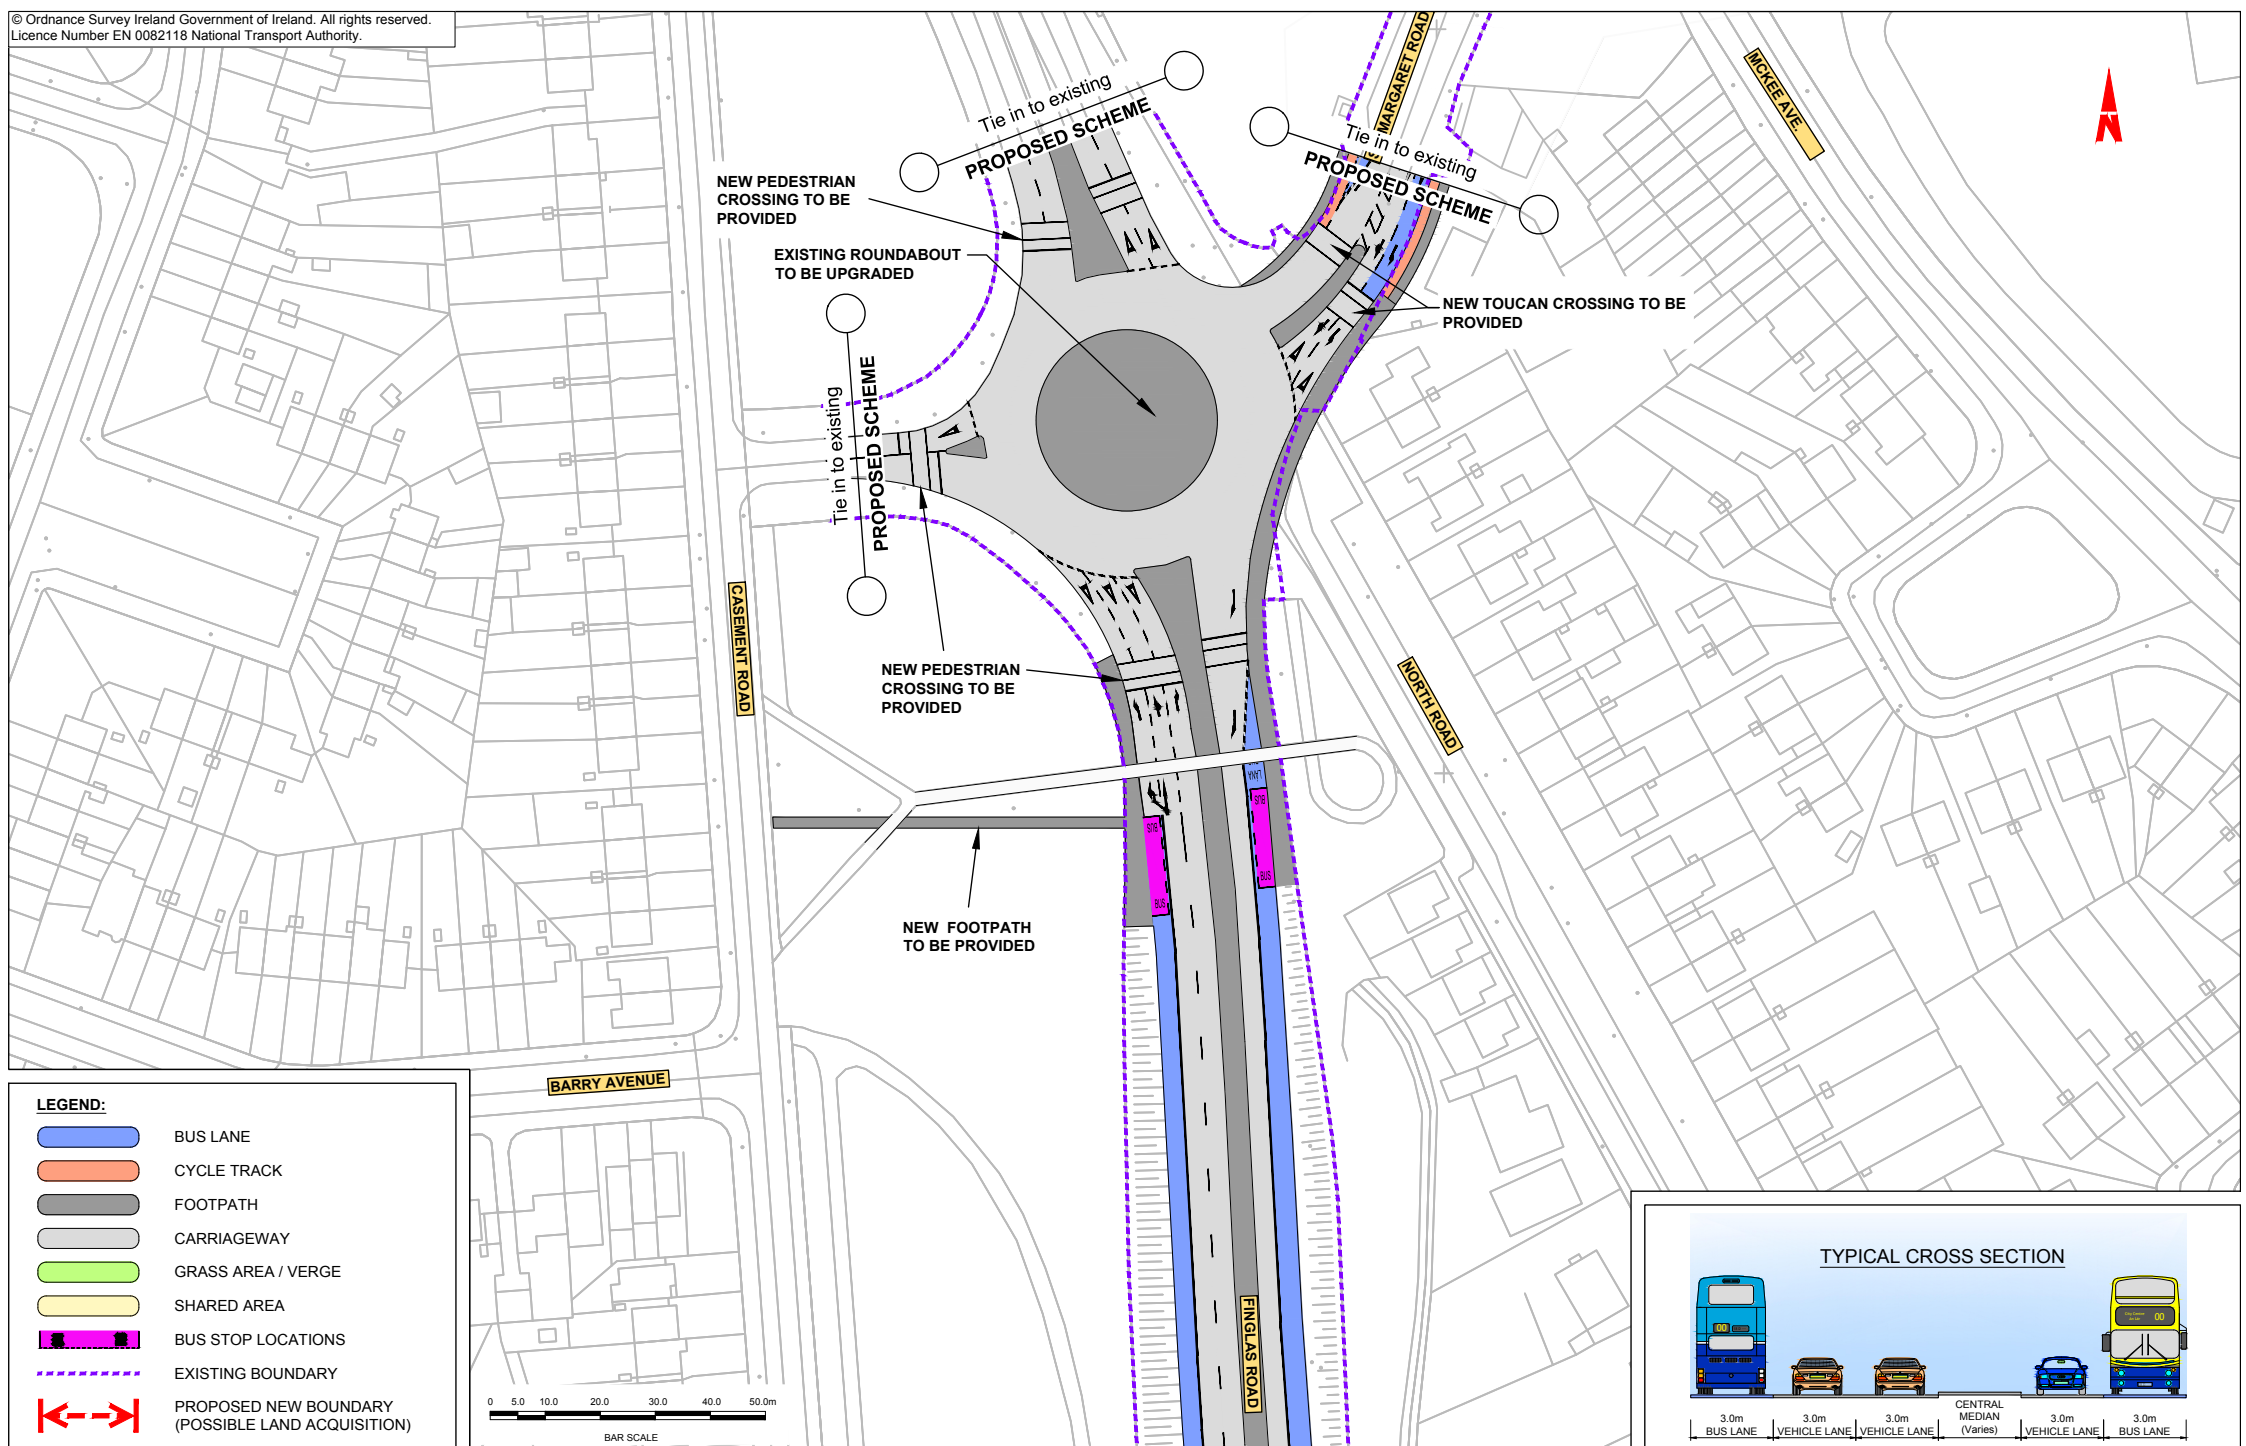 © Ordnance Survey Ireland Government of Ireland. All rights reserved.
Licence Number EN 0082118 National Transport Authority.
Tie in to existing
PROPOSED SCHEME
MARGARET ROAD
Tie in to existing
PROPOSED SCHEME
MCKEE AVE.
N
NEW PEDESTRIAN
CROSSING TO BE
PROVIDED
EXISTING ROUNDABOUT
TO BE UPGRADED
NEW TOUCAN CROSSING TO BE
PROVIDED
Tie in to existing
PROPOSED SCHEME
CASEMENT ROAD
NEW PEDESTRIAN
CROSSING TO BE
PROVIDED
NORTH ROAD
LÁNA
BUS
BUS
BUS
BUS
NEW FOOTPATH
TO BE PROVIDED
BARRY AVENUE
FINGLAS ROAD
LEGEND:
BUS LANE
CYCLE TRACK
FOOTPATH
CARRIAGEWAY
GRASS AREA / VERGE
SHARED AREA
BUS STOP LOCATIONS
EXISTING BOUNDARY
PROPOSED NEW BOUNDARY
(POSSIBLE LAND ACQUISITION)
0 5.0 10.0 20.0 30.0 40.0 50.0m
BAR SCALE
TYPICAL CROSS SECTION
00
00
3.0m
BUS LANE
3.0m
VEHICLE LANE
3.0m
VEHICLE LANE
CENTRAL
MEDIAN
(Varies)
3.0m
VEHICLE LANE
3.0m
BUS LANE